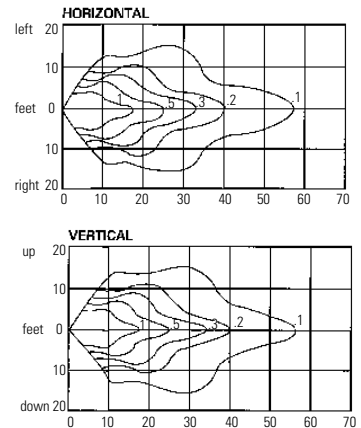 HORIZONTAL
left 20
10
feet 0
1 .5 .3 .2 .1
10
right 20
0 10 20 30 40 50 60 70
VERTICAL
up 20
10
feet 0
1 .5 .3 .2 .1
10
down 20
0 10 20 30 40 50 60 70